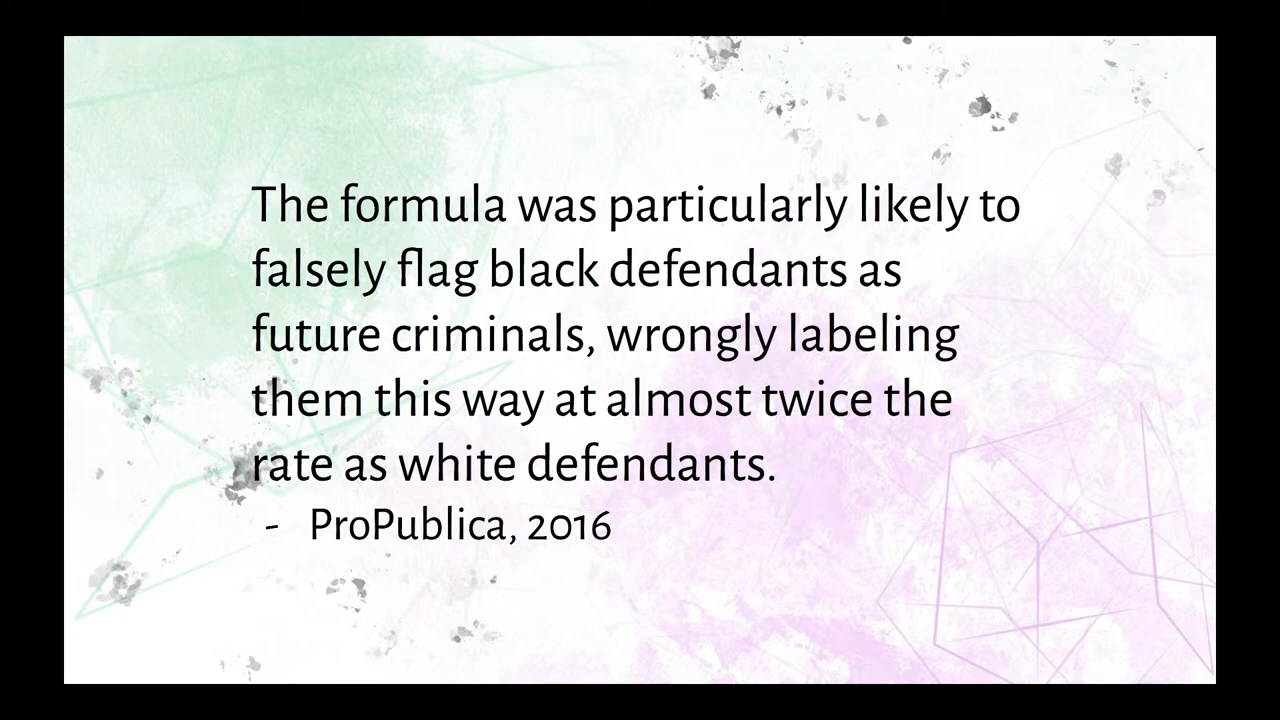 The formula was particularly likely to
falsely flag black defendants as
future criminals, wrongly labeling
them this way at almost twice the
rate as white defendants.
- ProPublica, 2016